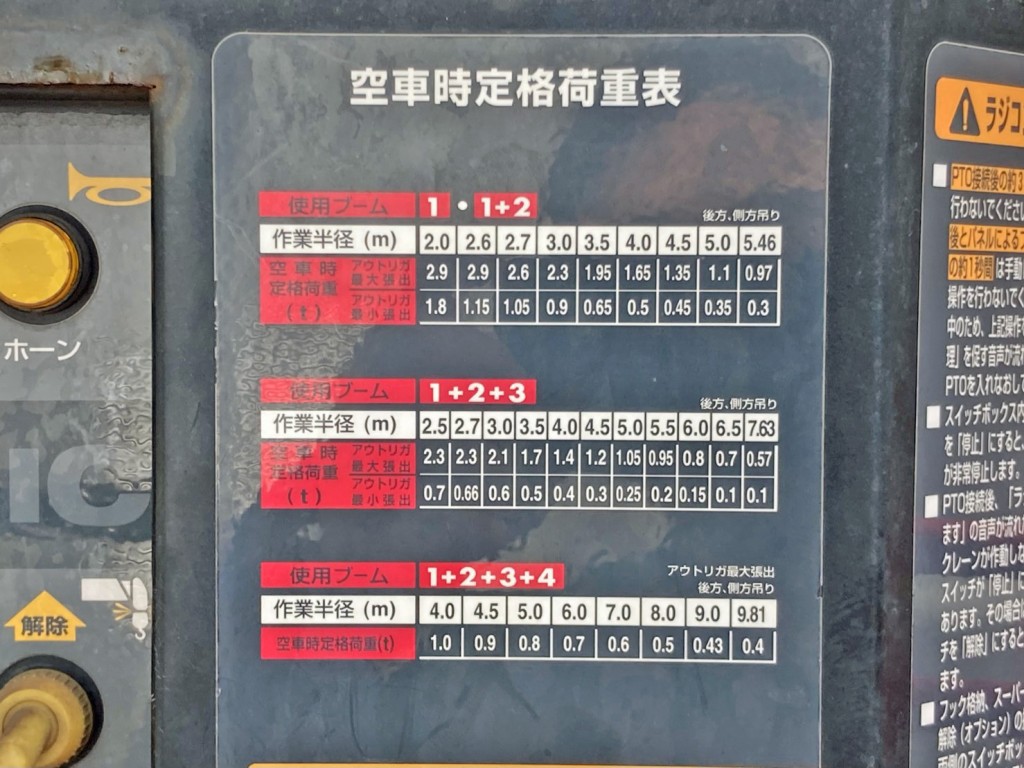 空車時定格荷重表
使用ブーム 1・1+2 後方、側方吊り
作業半径(m) 2.0 2.6 2.7 3.0 3.5 4.0 4.5 5.0 5.46
空車時定格荷重(t) アウトリガ最大張出 2.9 2.9 2.6 2.3 1.95 1.65 1.35 1.1 0.97
アウトリガ最小張出 1.8 1.15 1.05 0.9 0.65 0.5 0.45 0.35 0.3
使用ブーム 1+2+3 後方、側方吊り
作業半径(m) 2.5 2.7 3.0 3.5 4.0 4.5 5.0 5.5 6.0 6.5 7.63
空車時定格荷重(t) アウトリガ最大張出 2.3 2.3 2.1 1.7 1.4 1.2 1.05 0.95 0.8 0.7 0.57
アウトリガ最小張出 0.7 0.66 0.6 0.5 0.4 0.3 0.25 0.2 0.15 0.1 0.1
アウトリガ最大張出
使用ブーム 1+2+3+4 後方、側方吊り
作業半径(m) 4.0 4.5 5.0 6.0 7.0 8.0 9.0 9.81
空車時定格荷重(t) 1.0 0.9 0.8 0.7 0.6 0.5 0.43 0.4
ホーン
IC
解除
ラジコ
PTO接続後の約3
行わないでくださ
後とパネルによる
の約1秒間は手動
操作を行わないでく
中のため、上記操作
理」を促す音声が流
PTOを入れなおして
スイッチボックス内
を「停止」にすると、
が非常停止します。
PTO接続後、「ラ
ます」の音声が流れ
クレーンが作動しな
スイッチが「停止」に
あります。その場合
チを「解除」にすると
ます。
フック格納、スーパー
解除(オプション)の
両側のスイッチボッ